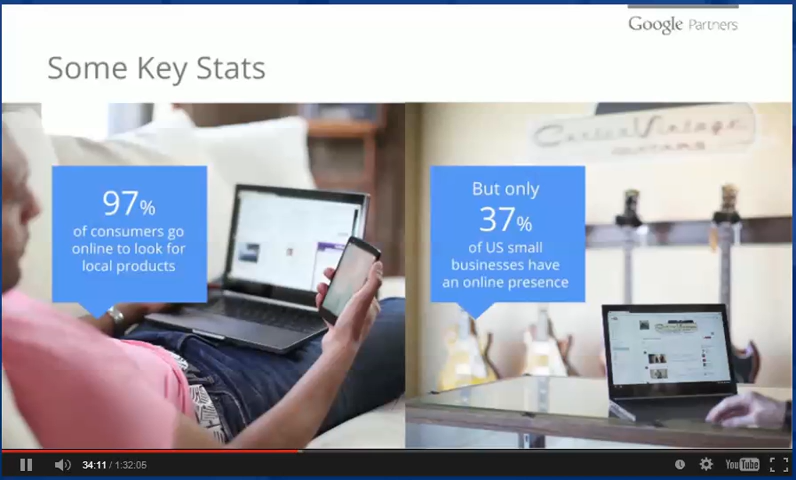 Google Partners
Some Key Stats
97%
of consumers go
online to look for
local products
But only
37%
of US small
businesses have
an online presence
34:11 / 1:32:05
YouTube